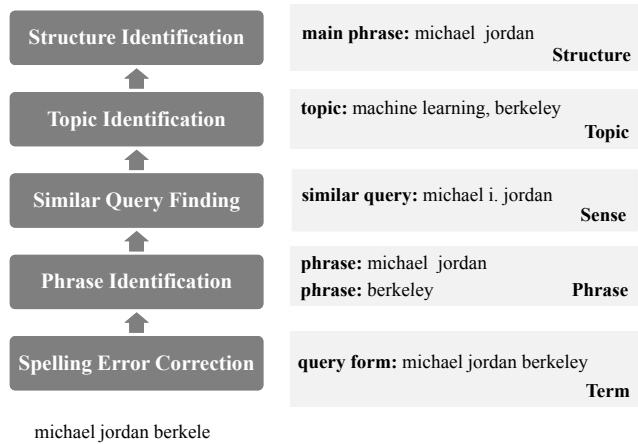 Structure Identification
main phrase: michael jordan
Structure
Topic Identification
topic: machine learning, berkeley
Topic
Similar Query Finding
similar query: michael i. jordan
Sense
Phrase Identification
phrase: michael jordan
phrase: berkeley
Phrase
Spelling Error Correction
query form: michael jordan berkeley
Term
michael jordan berkele